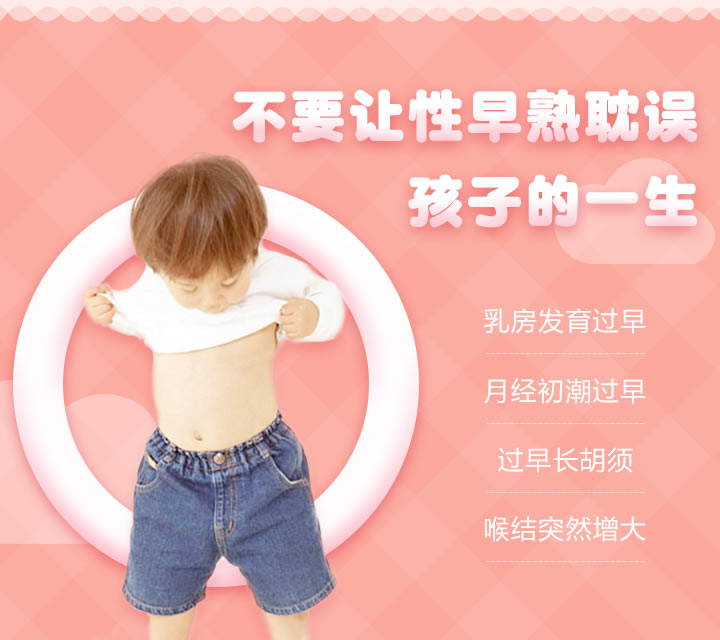 不要让性早熟耽误
孩子的一生
乳房发育过早
月经初潮过早
过早长胡须
喉结突然增大